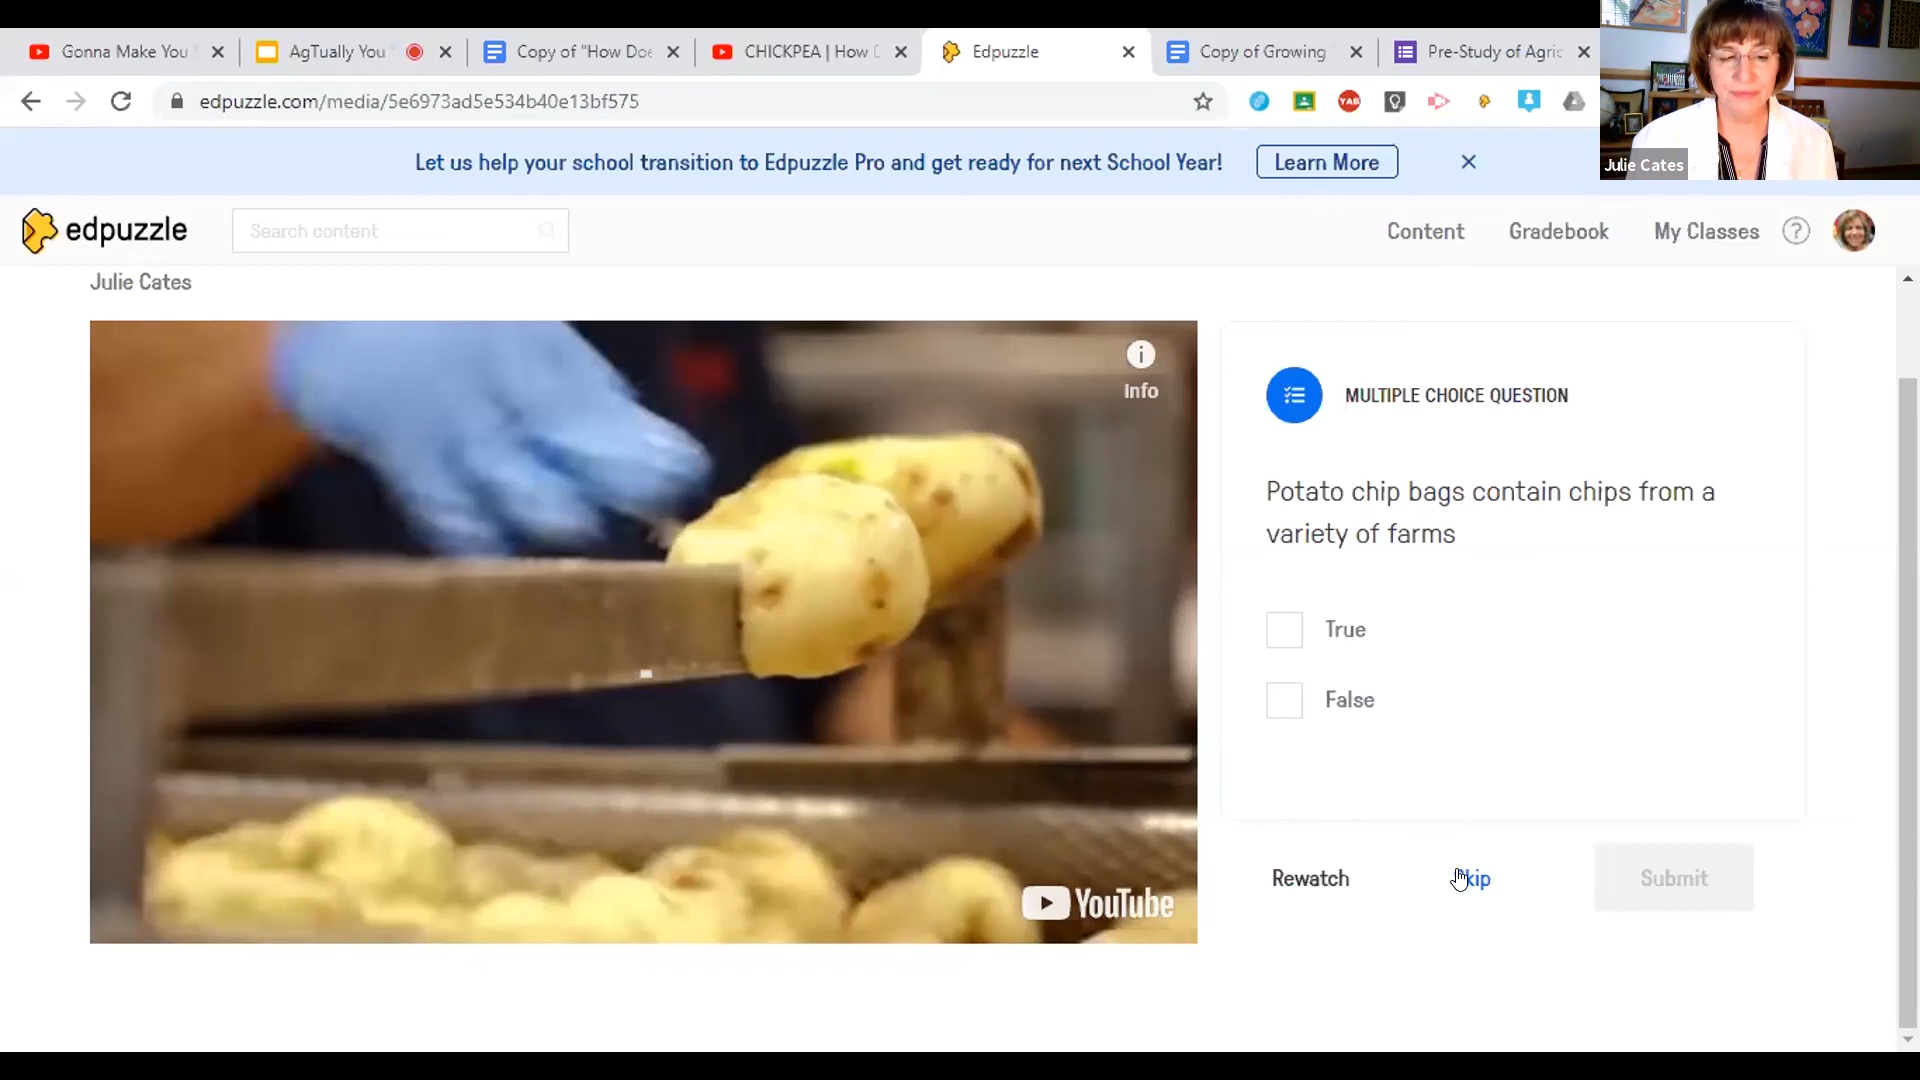 Gonna Make You
AgTually You
Copy of "How Doe
CHICKPEA | How D
Edpuzzle
Copy of Growing
Pre-Study of Agric
edpuzzle.com/media/5e6973ad5e534b40e13bf575
YAB
Let us help your school transition to Edpuzzle Pro and get ready for next School Year!
Learn More
Julie Cates
edpuzzle
Search content
Content
Gradebook
My Classes
?
Julie Cates
i
Info
MULTIPLE CHOICE QUESTION
Potato chip bags contain chips from a
variety of farms
True
False
Rewatch
kip
Submit
YouTube